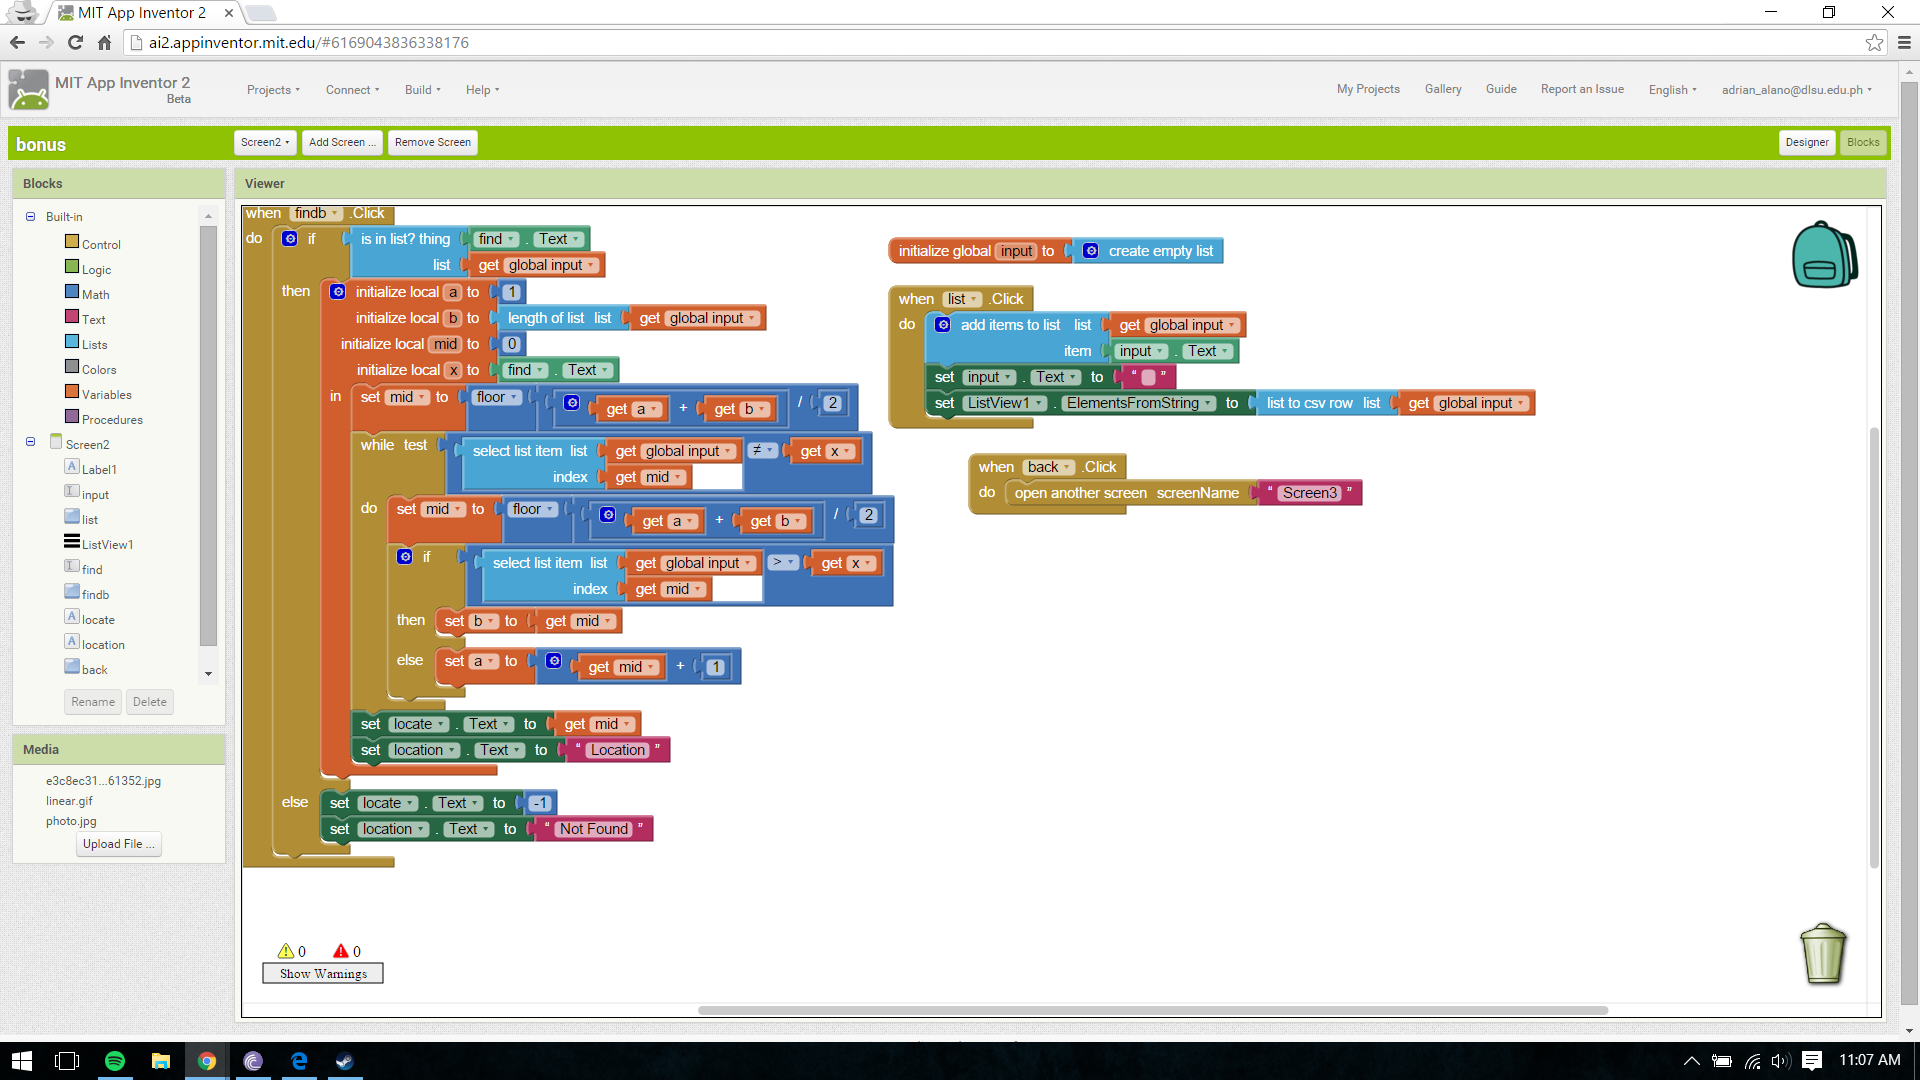 MIT App Inventor 2
ai2.appinventor.mit.edu/#6169043836338176
MIT App Inventor 2
Beta
Projects
Connect
Build
Help
My Projects
Gallery
Guide
Report an Issue
English
adrian_alano@dlsu.edu.ph
bonus
Screen2
Add Screen ...
Remove Screen
Designer
Blocks
Blocks
Built-in
Control
Logic
Math
Text
Lists
Colors
Variables
Procedures
Screen2
Label1
input
list
ListView1
find
findb
locate
location
back
Rename
Delete
Media
e3c8ec31...61352.jpg
linear.gif
photo.jpg
Upload File ...
Viewer
when findb .Click
do if is in list? thing find . Text
list get global input
then initialize local a to 1
initialize local b to length of list list get global input
initialize local mid to 0
initialize local x to find . Text
in set mid to floor get a + get b / 2
while test select list item list get global input ≠ get x
index get mid
do set mid to floor get a + get b / 2
if select list item list get global input > get x
index get mid
then set b to get mid
else set a to get mid + 1
set locate . Text to get mid
set location . Text to “ Location ”
else set locate . Text to -1
set location . Text to “ Not Found ”
initialize global input to create empty list
when list .Click
do add items to list list get global input
item input . Text
set input . Text to “ ”
set ListView1 . ElementsFromString to list to csv row list get global input
when back .Click
do open another screen screenName “ Screen3 ”
0 0
Show Warnings
11:07 AM